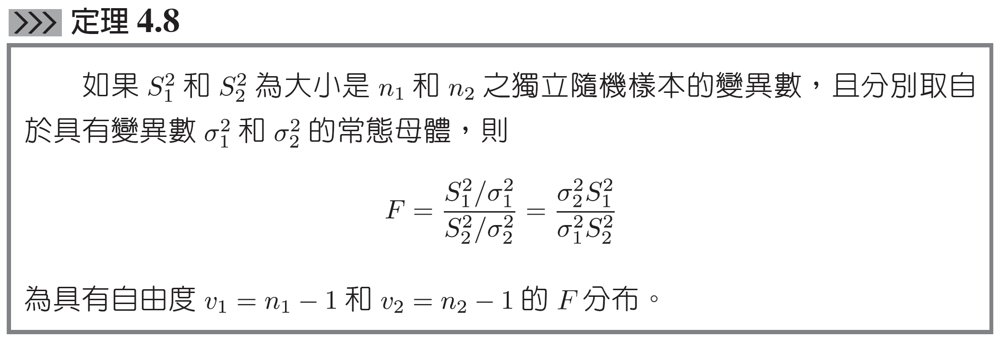 >>> 定理 4.8
如果 $S_1^2$ 和 $S_2^2$ 為大小是 $n_1$ 和 $n_2$ 之獨立隨機樣本的變異數，且分別取自
於具有變異數 $\sigma_1^2$ 和 $\sigma_2^2$ 的常態母體，則
$F = \frac{S_1^2/\sigma_1^2}{S_2^2/\sigma_2^2} = \frac{\sigma_2^2 S_1^2}{\sigma_1^2 S_2^2}$
為具有自由度 $v_1 = n_1 - 1$ 和 $v_2 = n_2 - 1$ 的 $F$ 分布。